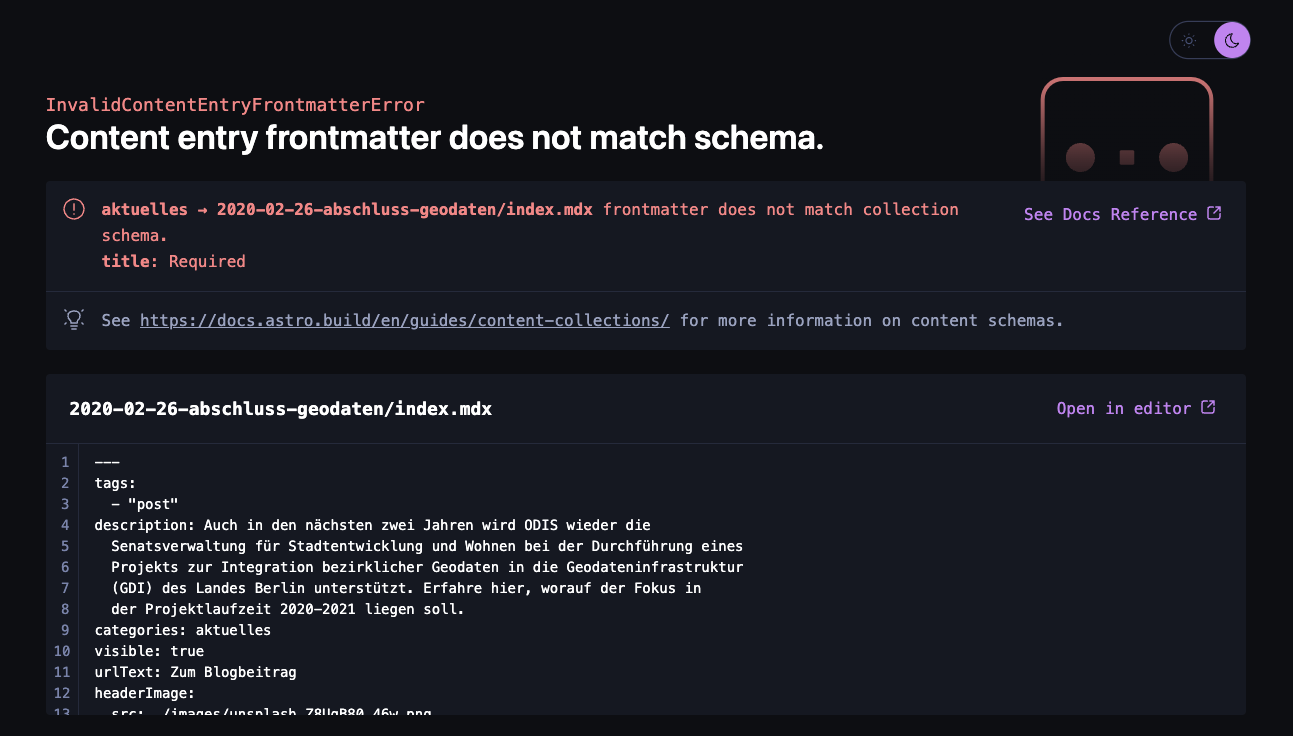 InvalidContentEntryFrontmatterError
Content entry frontmatter does not match schema.
aktuelles → 2020-02-26-abschluss-geodaten/index.mdx frontmatter does not match collection
schema.
title: Required
See Docs Reference
See https://docs.astro.build/en/guides/content-collections/ for more information on content schemas.
2020-02-26-abschluss-geodaten/index.mdx
Open in editor
1 ---
2 tags:
3   - "post"
4 description: Auch in den nächsten zwei Jahren wird ODIS wieder die
5   Senatsverwaltung für Stadtentwicklung und Wohnen bei der Durchführung eines
6   Projekts zur Integration bezirklicher Geodaten in die Geodateninfrastruktur
7   (GDI) des Landes Berlin unterstützt. Erfahre hier, worauf der Fokus in
8   der Projektlaufzeit 2020-2021 liegen soll.
9 categories: aktuelles
10 visible: true
11 urlText: Zum Blogbeitrag
12 headerImage:
13   src: